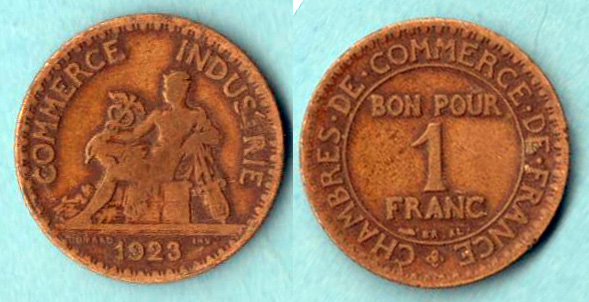 COMMERCE INDUSTRIE
1923
CHAMBRES·DE·COMMERCE·DE·FRANCE
BON POUR
1
FRANC